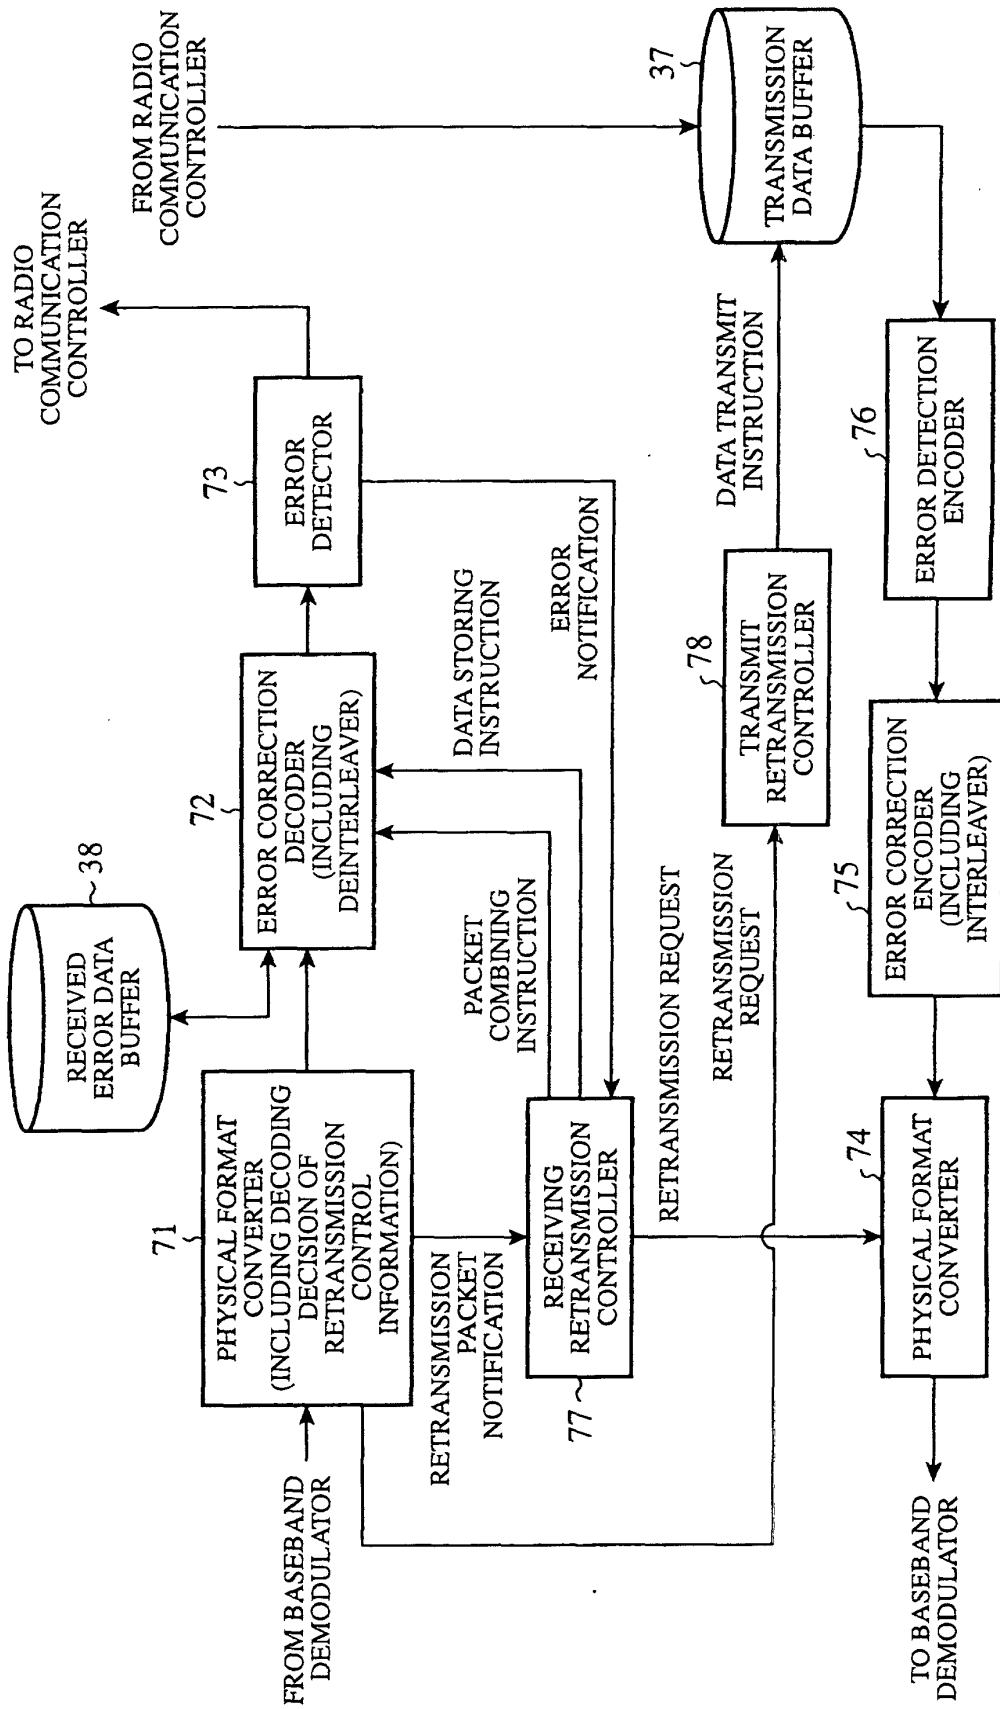 TO RADIO
COMMUNICATION
CONTROLLER
FROM RADIO
COMMUNICATION
CONTROLLER
RECEIVED
ERROR DATA
BUFFER
38
71
PHYSICAL FORMAT
CONVERTER
(INCLUDING DECODING
DECISION OF
RETRANSMISSION
CONTROL
INFORMATION)
72
ERROR CORRECTION
DECODER
(INCLUDING
DEINTERLEAVER)
73
ERROR
DETECTOR
37
TRANSMISSION
DATA BUFFER
FROM BASEBAND
DEMODULATOR
RETRANSMISSION
PACKET
NOTIFICATION
PACKET
COMBINING
INSTRUCTION
DATA STORING
INSTRUCTION
ERROR
NOTIFICATION
77
RECEIVING
RETRANSMISSION
CONTROLLER
RETRANSMISSION REQUEST
RETRANSMISSION
REQUEST
78
TRANSMIT
RETRANSMISSION
CONTROLLER
DATA TRANSMIT
INSTRUCTION
TO BASEBAND
DEMODULATOR
74
PHYSICAL FORMAT
CONVERTER
75
ERROR CORRECTION
ENCODER
(INCLUDING
INTERLEAVER)
76
ERROR DETECTION
ENCODER